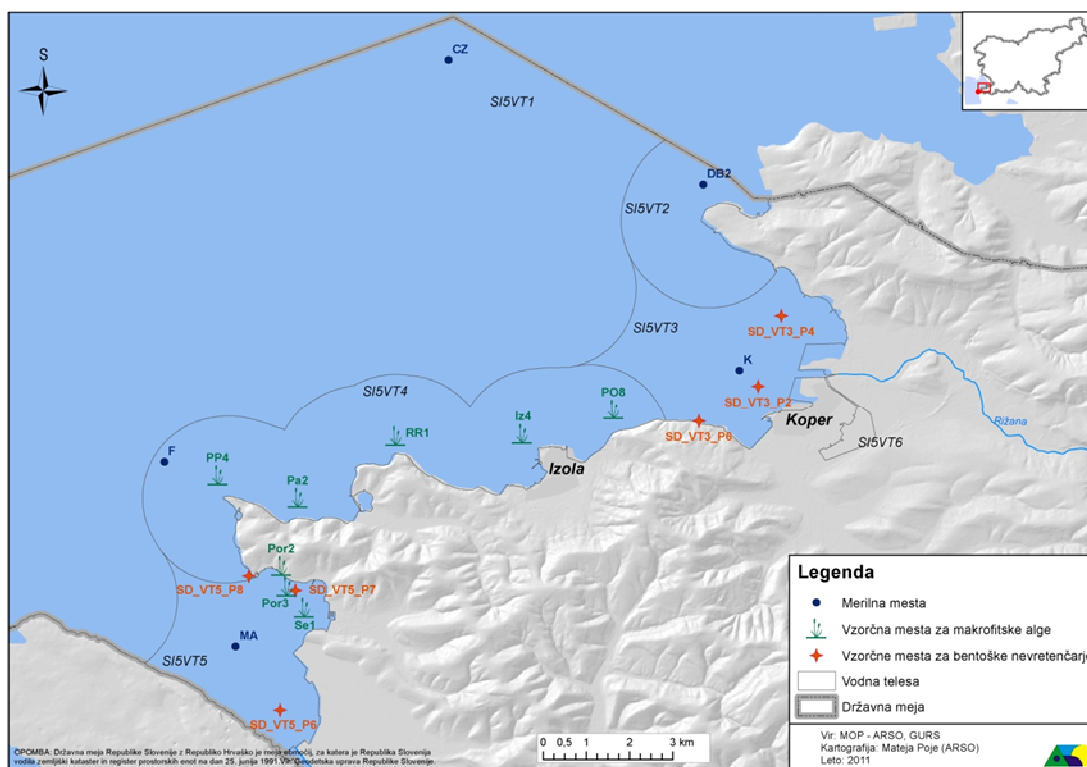 S
CZ
SI5VT1
DB2
SI5VT2
SI5VT3
SD_VT3_P4
K
SI5VT4
PO8
SD_VT3_P2
Iz4
Koper
Rižana
RR1
SD_VT3_P6
SI5VT6
F
PP4
Izola
Pa2
Por2
SD_VT5_P8
SD_VT5_P7
Por3
Se1
MA
SI5VT5
SD_VT5_P6
Legenda
Merilna mesta
Vzorčna mesta za makrofitske alge
Vzorčne mesta za bentoške nevretenčarje
Vodna telesa
Državna meja
0 0,5 1 2 3 km
Vir: MOP - ARSO, GURS
Kartografija: Mateja Poje (ARSO)
Leto: 2011
OPOMBA: Državna meja Republike Slovenije z Republiko Hrvaško je meja območij, za katera je Republika Slovenija
vodila zemljiški kataster in register prostorskih enot na dan 25. junija 1991 Vir: Geodetska uprava Republike Slovenije.